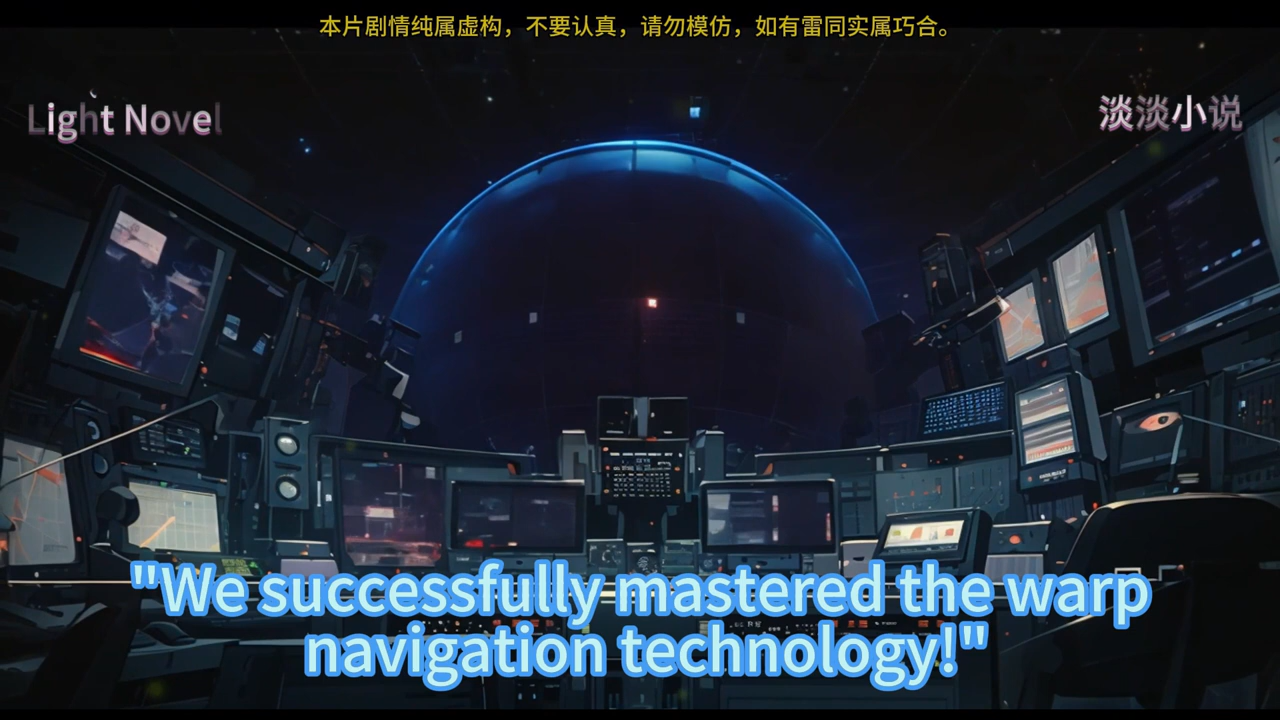 本片剧情纯属虚构，不要认真，请勿模仿，如有雷同实属巧合。
Light Novel
淡淡小说
"We successfully mastered the warp
navigation technology!"